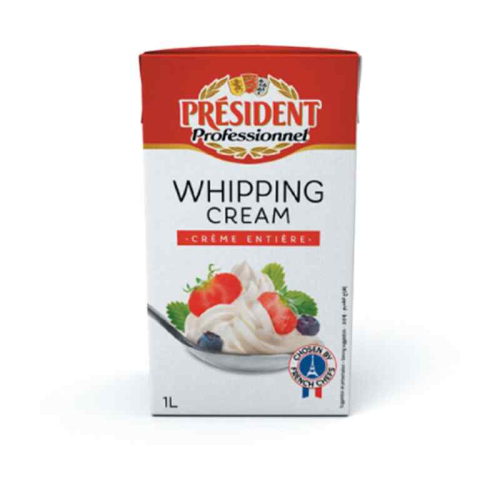 PRÉSIDENT
Professionnel
WHIPPING
CREAM
· CRÈME ENTIÈRE ·
CHOSEN BY
FRENCH CHEFS
1L